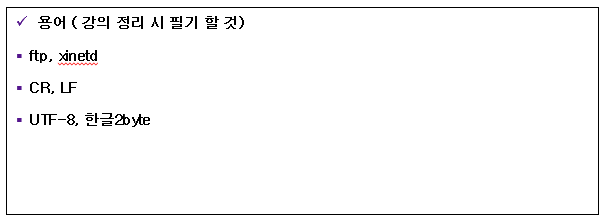 ✓ 용어 ( 강의 정리 시 필기 할 것)
▪ ftp, xinetd
▪ CR, LF
▪ UTF-8, 한글2byte